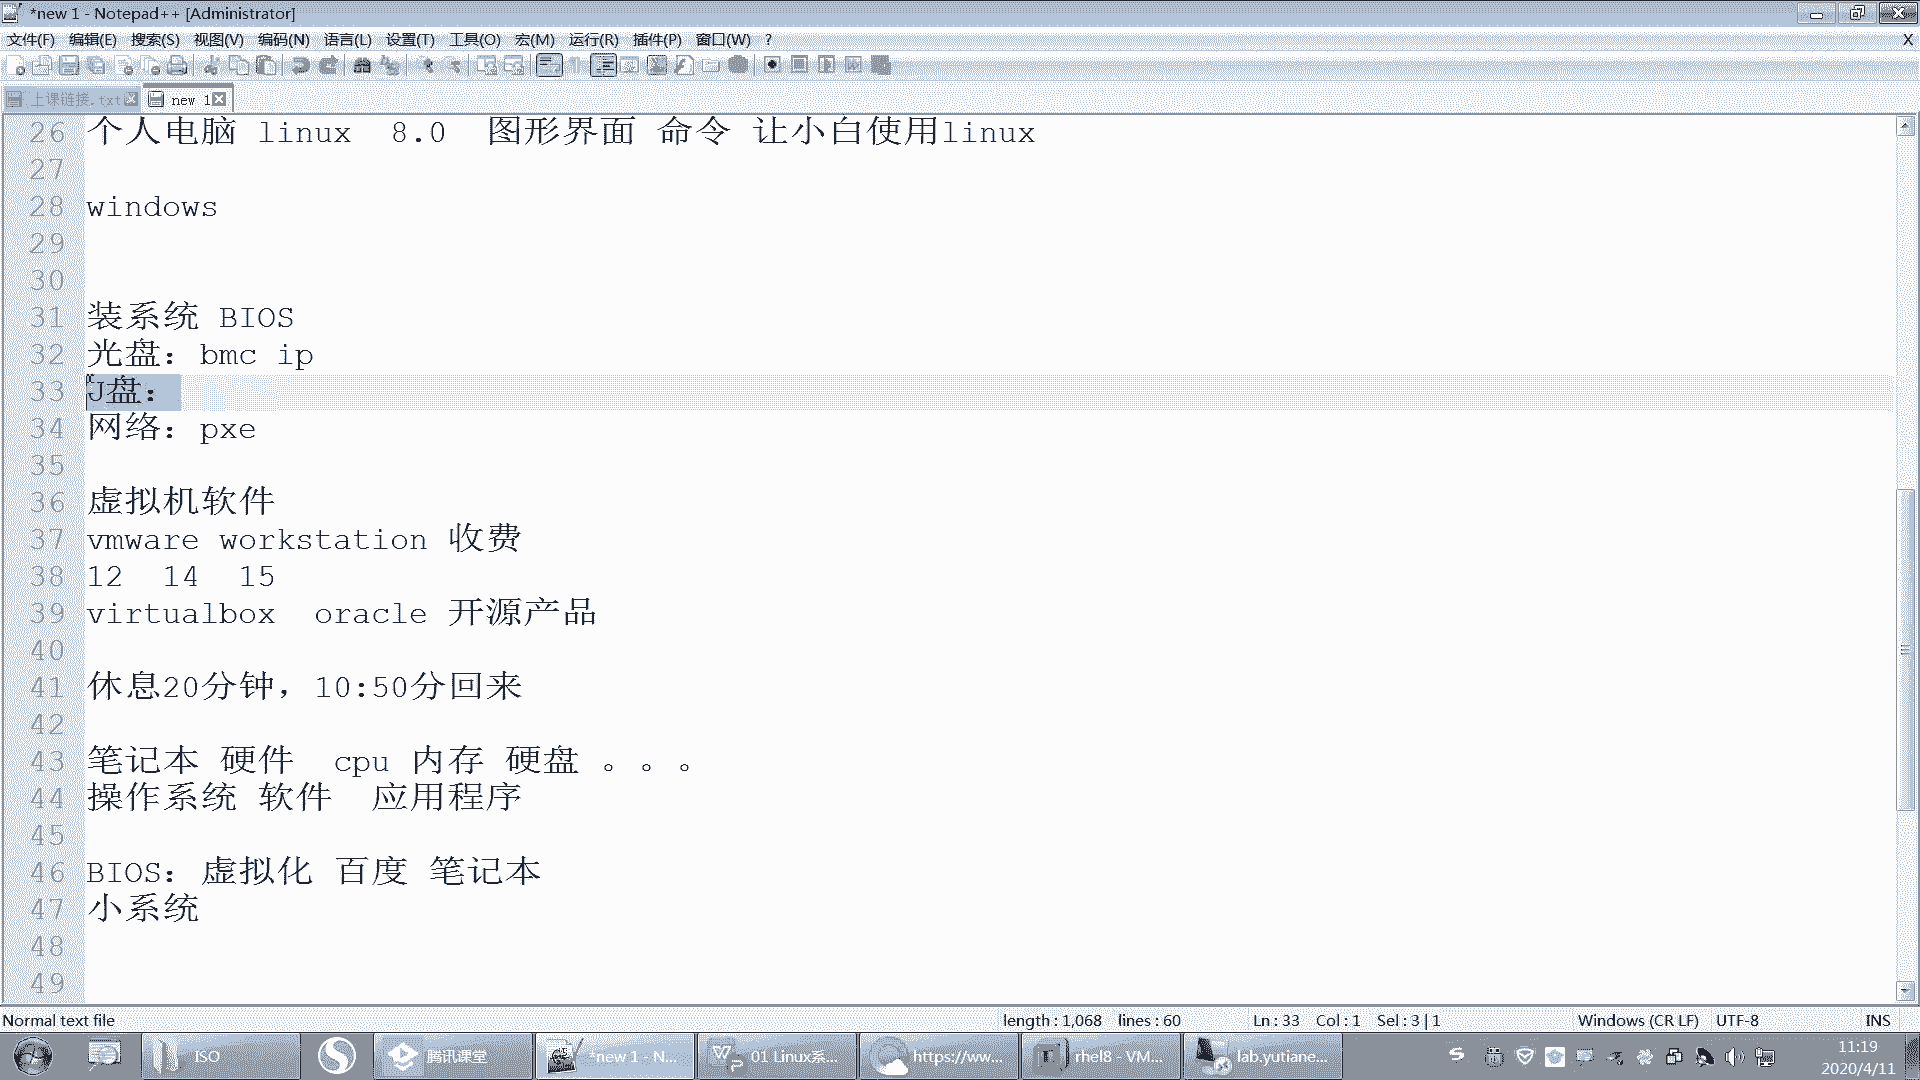 *new 1 - Notepad++ [Administrator]
文件(F) 编辑(E) 搜索(S) 视图(V) 编码(N) 语言(L) 设置(T) 工具(O) 宏(M) 运行(R) 插件(P) 窗口(W) ? X
上课链接.txt new 1
26 个人电脑 linux 8.0 图形界面 命令 让小白使用linux
27
28 windows
29
30
31 装系统 BIOS
32 光盘：bmc ip
33 U盘：
34 网络：pxe
35
36 虚拟机软件
37 vmware workstation 收费
38 12 14 15
39 virtualbox oracle 开源产品
40
41 休息20分钟，10:50分回来
42
43 笔记本 硬件 cpu 内存 硬盘 。。。
44 操作系统 软件 应用程序
45
46 BIOS：虚拟化 百度 笔记本
47 小系统
48
49
Normal text file length : 1,068 lines : 60 Ln : 33 Col : 1 Sel : 3 | 1 Windows (CR LF) UTF-8 INS
ISO 腾讯课堂 *new 1 - N... 01 Linux系... https://ww... rhel8 - VM... lab.yutiane... 11:19
2020/4/11